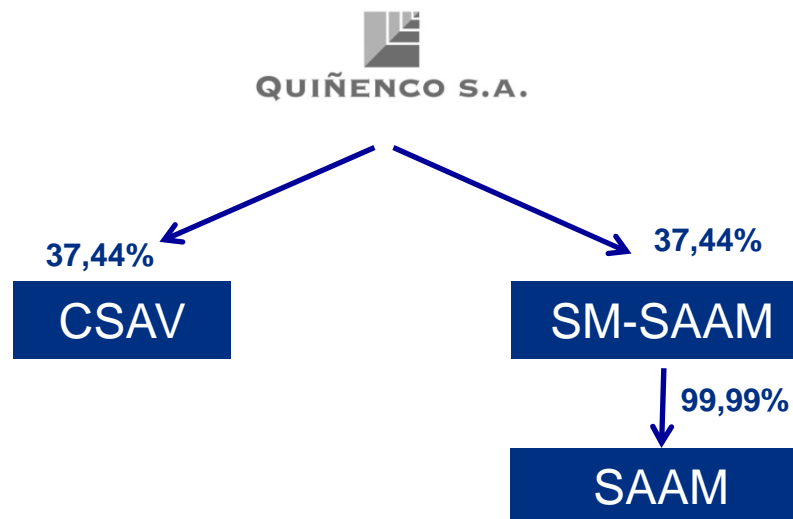 QUIÑENCO S.A.
37,44%
37,44%
CSAV
SM-SAAM
99,99%
SAAM